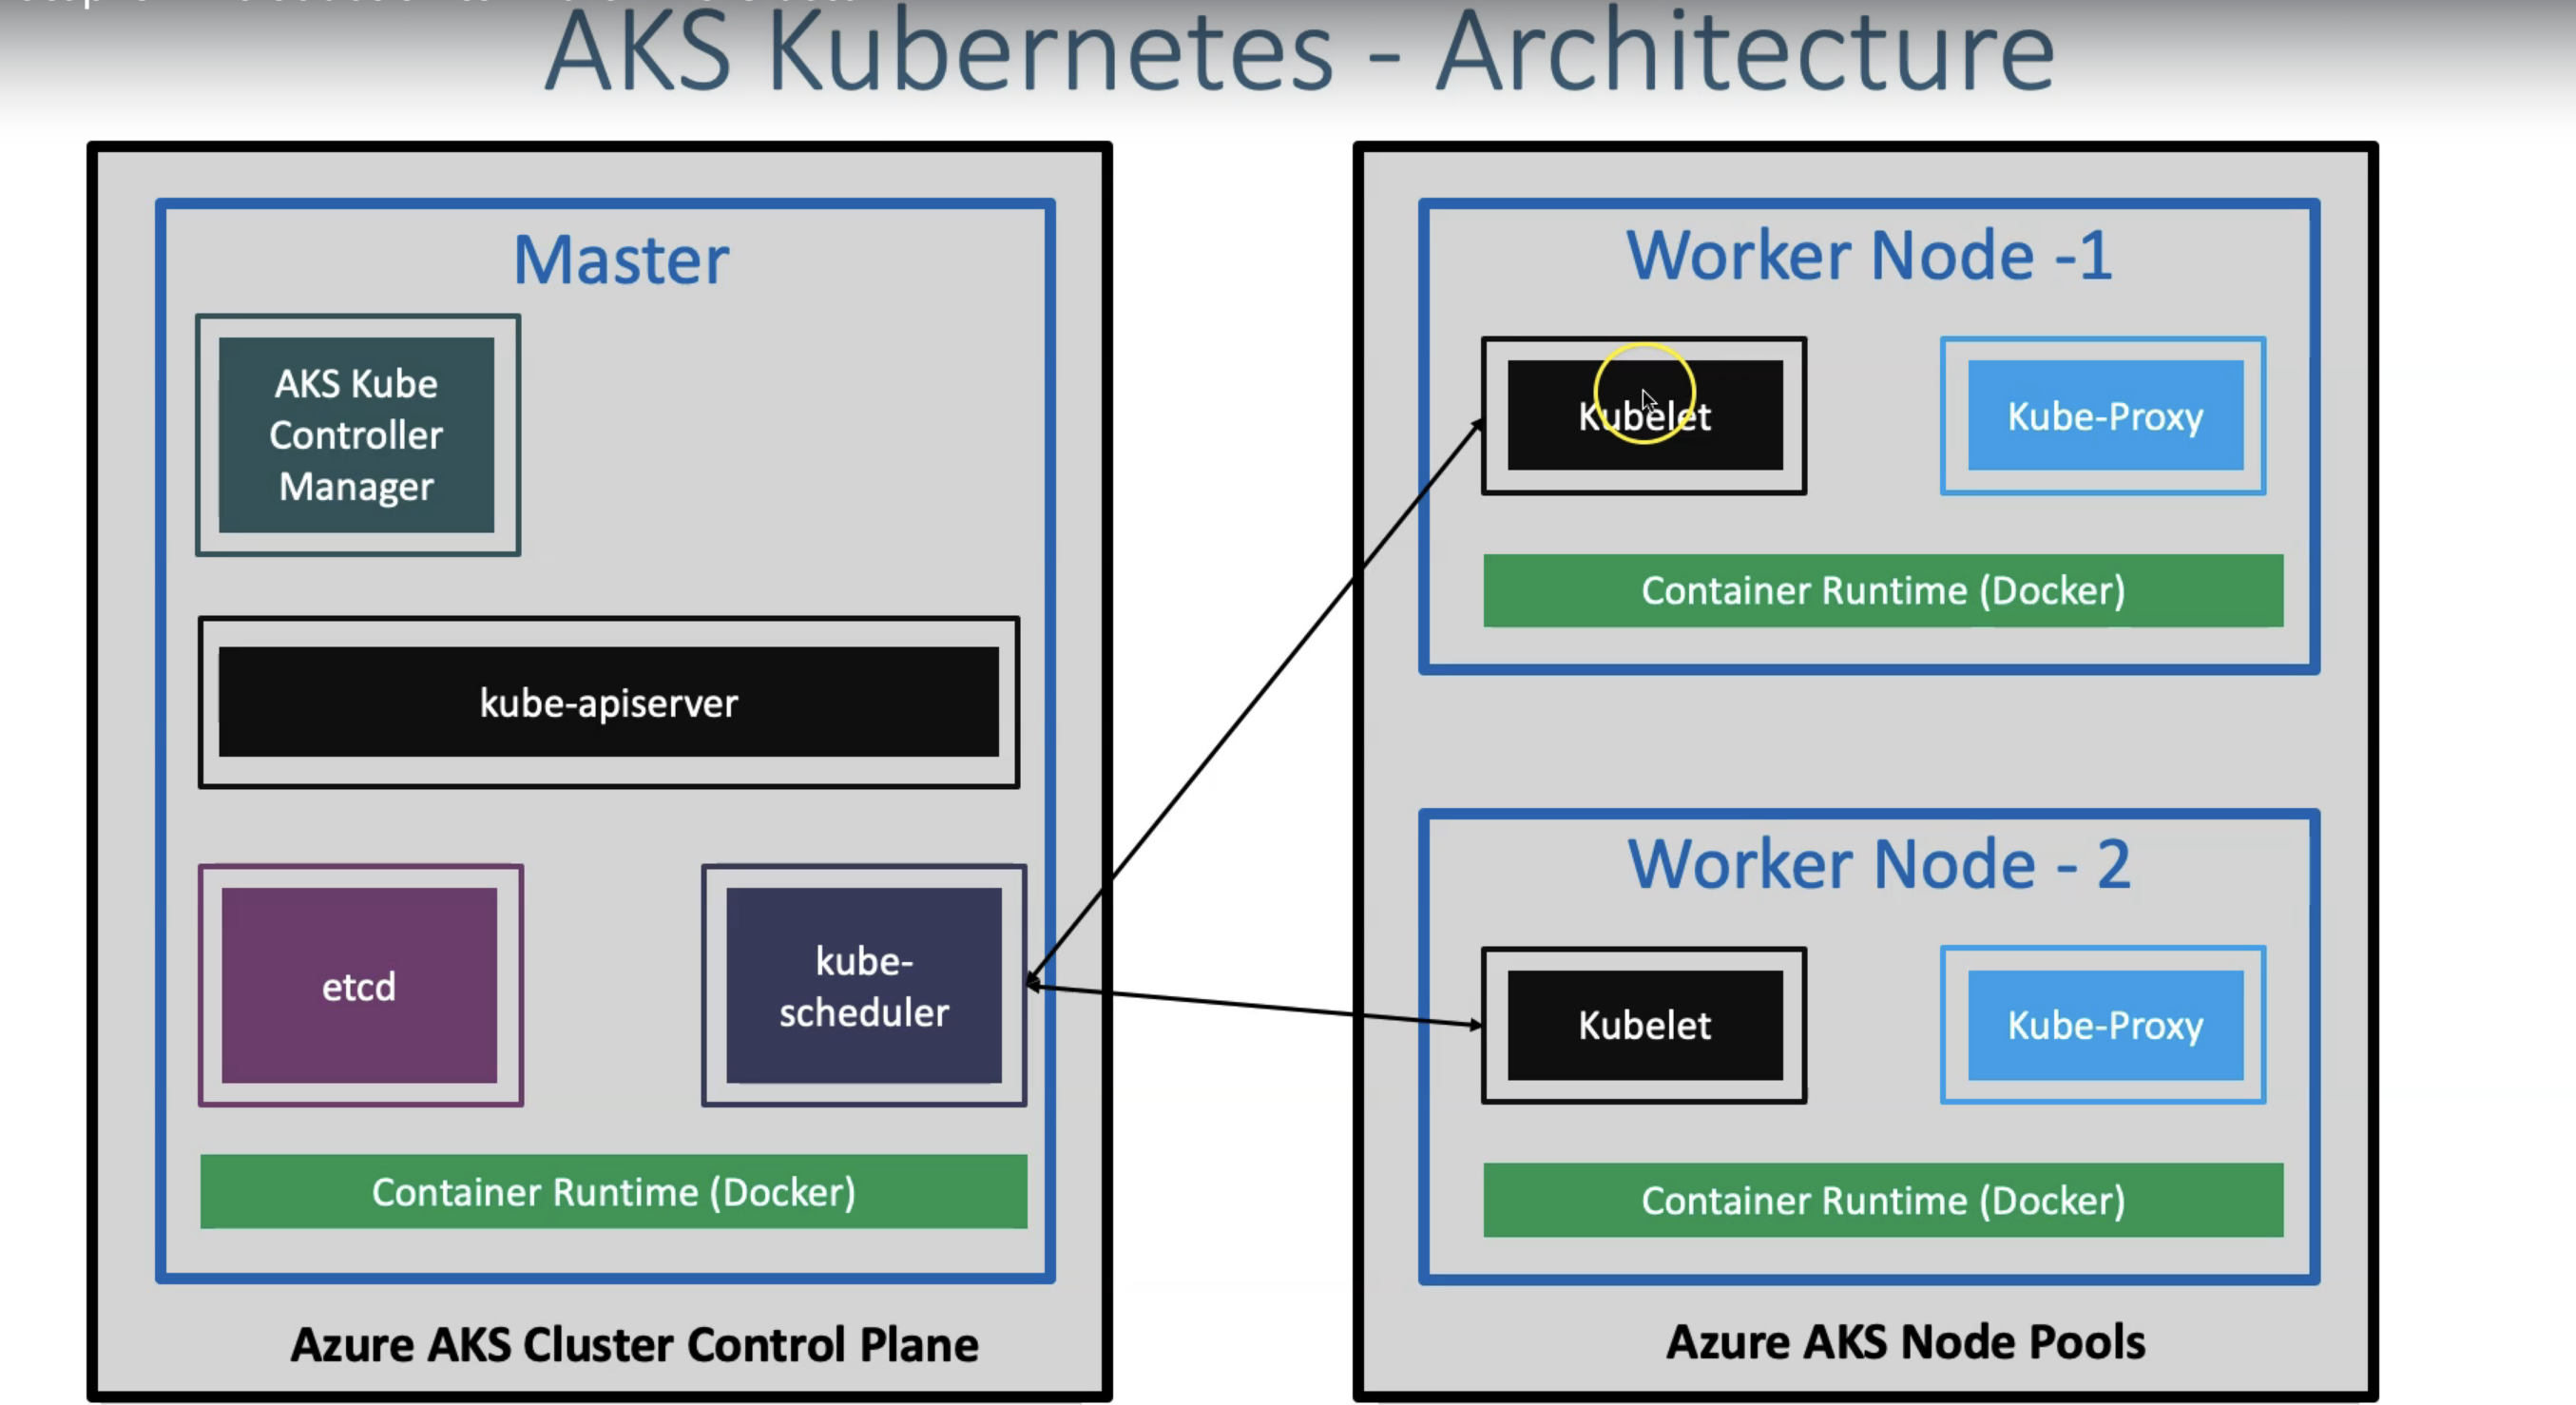 AKS Kubernetes - Architecture
Master
AKS Kube
Controller
Manager
kube-apiserver
etcd
kube-
scheduler
Container Runtime (Docker)
Azure AKS Cluster Control Plane
Worker Node -1
Kubelet
Kube-Proxy
Container Runtime (Docker)
Worker Node - 2
Kubelet
Kube-Proxy
Container Runtime (Docker)
Azure AKS Node Pools